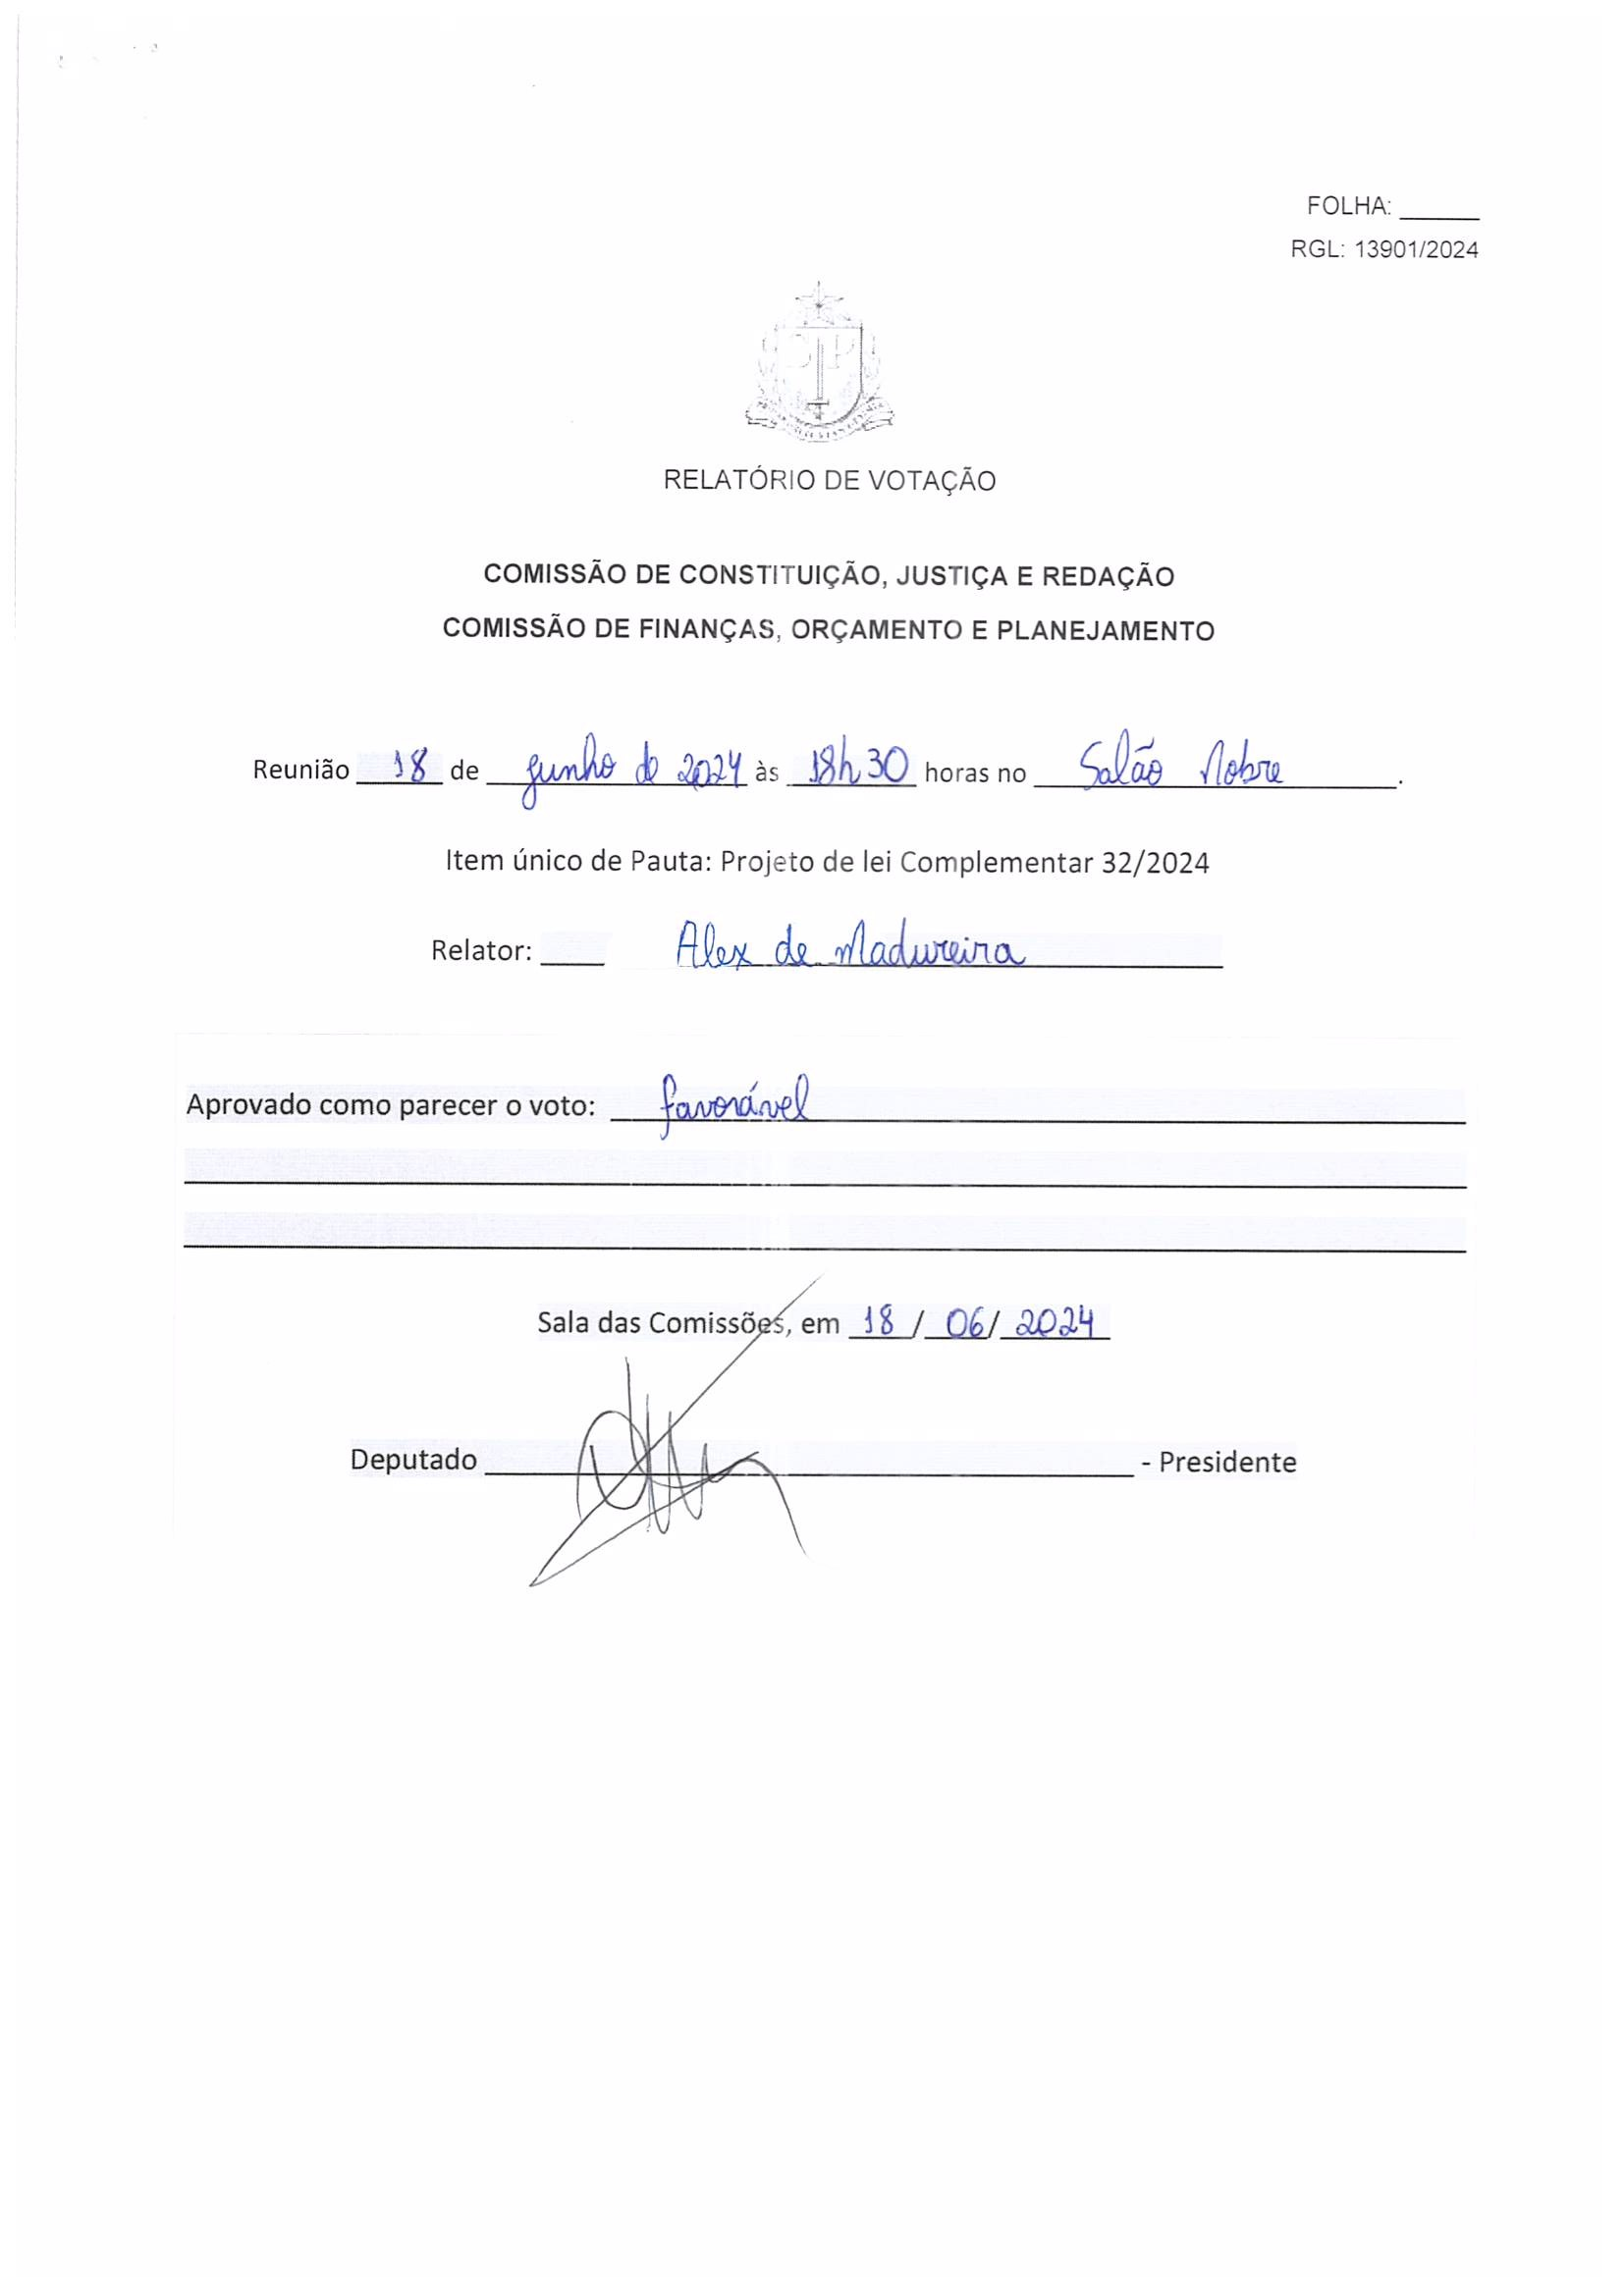 FOLHA: ______
RGL: 13901/2024
SP
RELATÓRIO DE VOTAÇÃO
COMISSÃO DE CONSTITUIÇÃO, JUSTIÇA E REDAÇÃO
COMISSÃO DE FINANÇAS, ORÇAMENTO E PLANEJAMENTO
Reunião 18 de junho de 2024 às 18h30 horas no Salão Nobre.
Item único de Pauta: Projeto de lei Complementar 32/2024
Relator: ____ Alex de Madureira
Aprovado como parecer o voto: favorável
Sala das Comissões, em 18 / 06/ 2024
Deputado ______ - Presidente